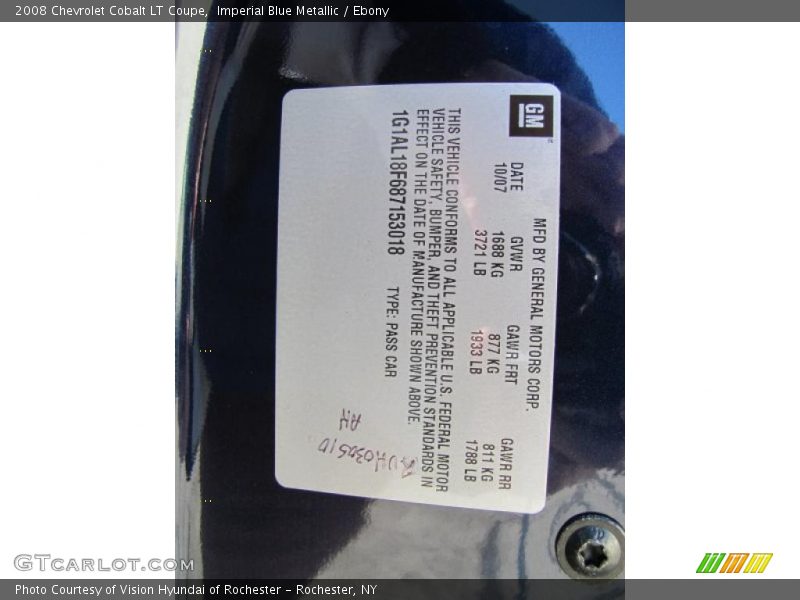 2008 Chevrolet Cobalt LT Coupe, Imperial Blue Metallic / Ebony
GM
MFD BY GENERAL MOTORS CORP.
DATE GVWR GAWR FRT GAWR RR
10/07 1688 KG 877 KG 811 KG
3721 LB 1933 LB 1788 LB
THIS VEHICLE CONFORMS TO ALL APPLICABLE U.S. FEDERAL MOTOR
VEHICLE SAFETY, BUMPER, AND THEFT PREVENTION STANDARDS IN
EFFECT ON THE DATE OF MANUFACTURE SHOWN ABOVE.
1G1AL18F687153018 TYPE: PASS CAR
GTcarlot.com
Photo Courtesy of Vision Hyundai of Rochester – Rochester, NY